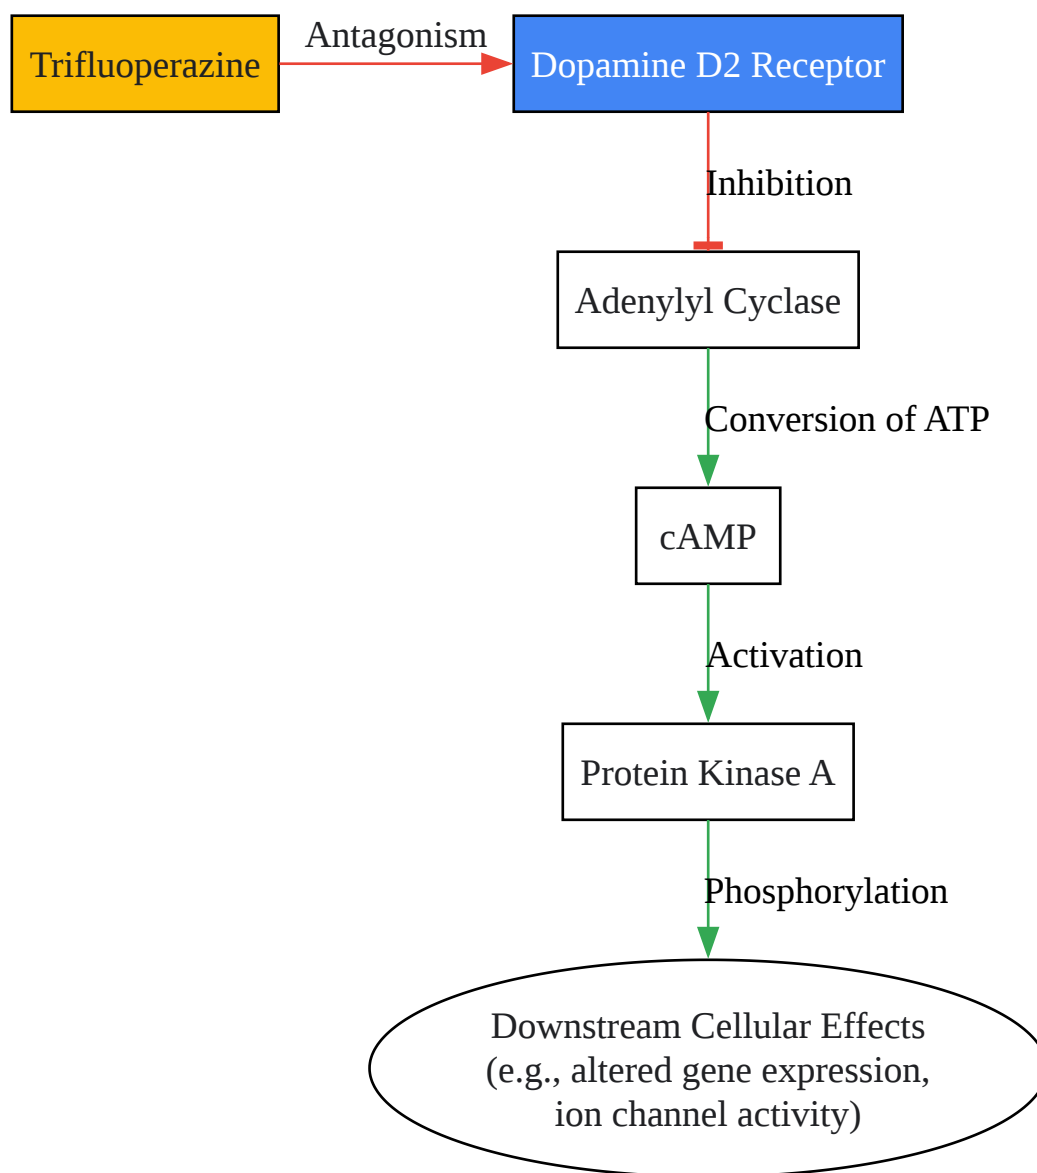 Trifluoperazine
Antagonism
Dopamine D2 Receptor
Inhibition
Adenylyl Cyclase
Conversion of ATP
cAMP
Activation
Protein Kinase A
Phosphorylation
Downstream Cellular Effects
(e.g., altered gene expression,
ion channel activity)